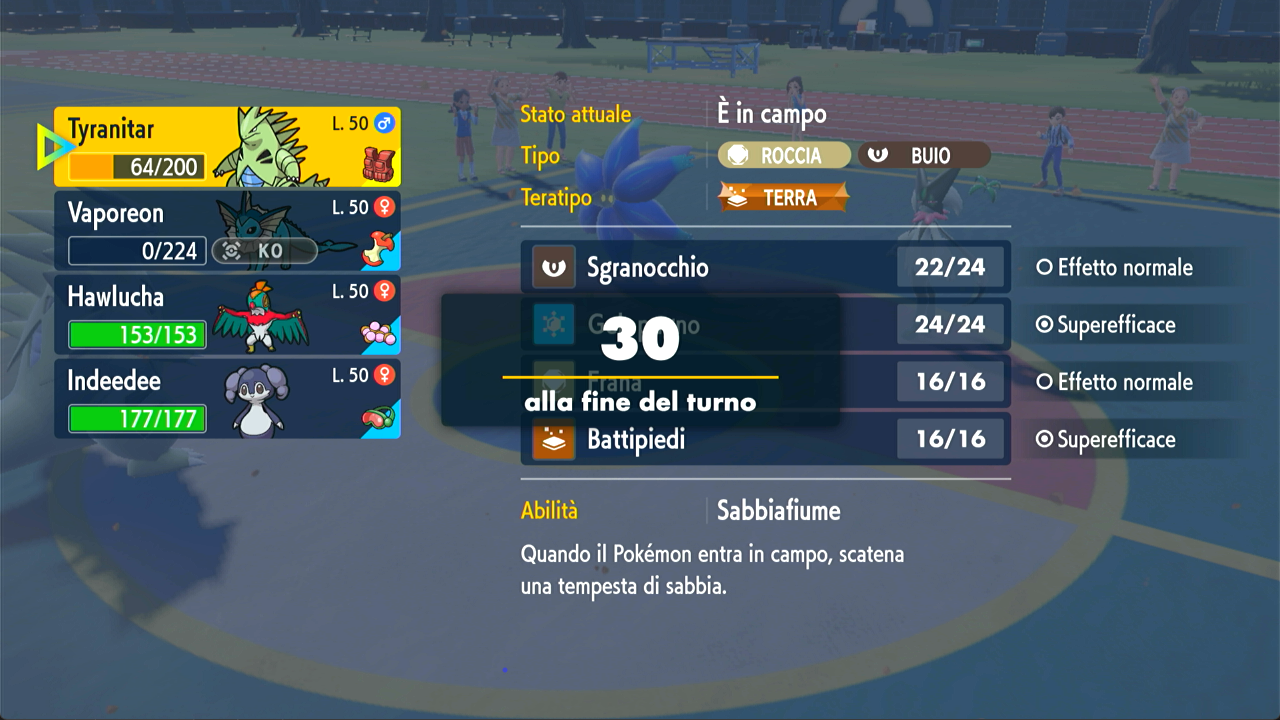 Tyranitar
L. 50 ♂
64/200
Vaporeon
L. 50 ♀
0/224
KO
Hawlucha
L. 50 ♀
153/153
Indeedee
L. 50 ♀
177/177
Stato attuale
È in campo
Tipo
ROCCIA
BUIO
Teratipo
TERRA
Sgranocchio
22/24
Effetto normale
24/24
Superefficace
Frana
16/16
Effetto normale
Battipiedi
16/16
Superefficace
30
alla fine del turno
Abilità
Sabbiafiume
Quando il Pokémon entra in campo, scatena
una tempesta di sabbia.